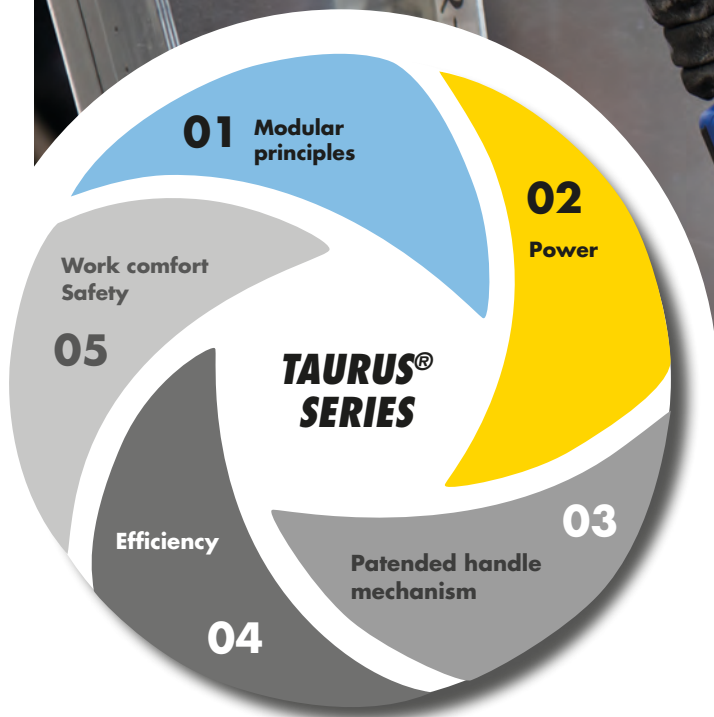 01 Modular
principles
02
Power
03
Patended handle
mechanism
Efficiency
04
Work comfort
Safety
05
TAURUS®
SERIES